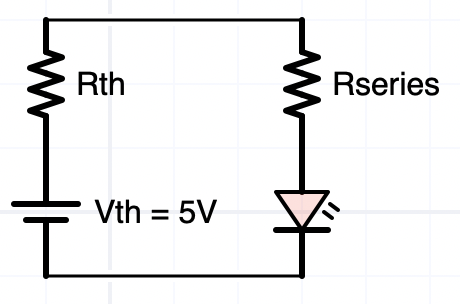 Rth
Rseries
Vth = 5V